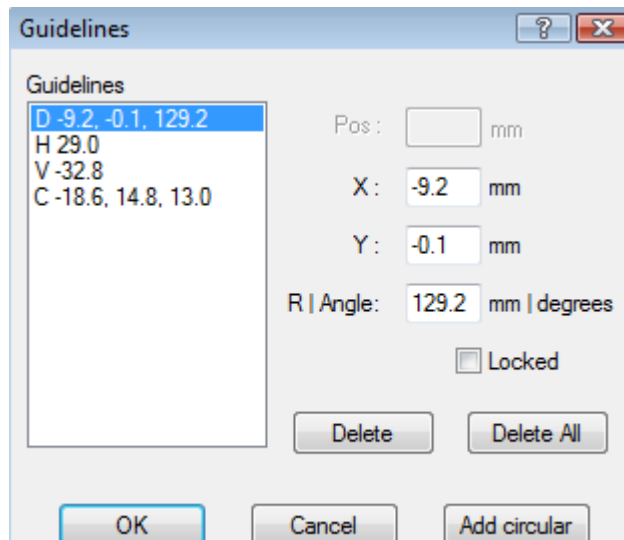 Guidelines
Guidelines
D -9.2, -0.1, 129.2
H 29.0
V -32.8
C -18.6, 14.8, 13.0
Pos : mm
X : -9.2 mm
Y : -0.1 mm
R | Angle: 129.2 mm | degrees
Locked
Delete Delete All
OK Cancel Add circular